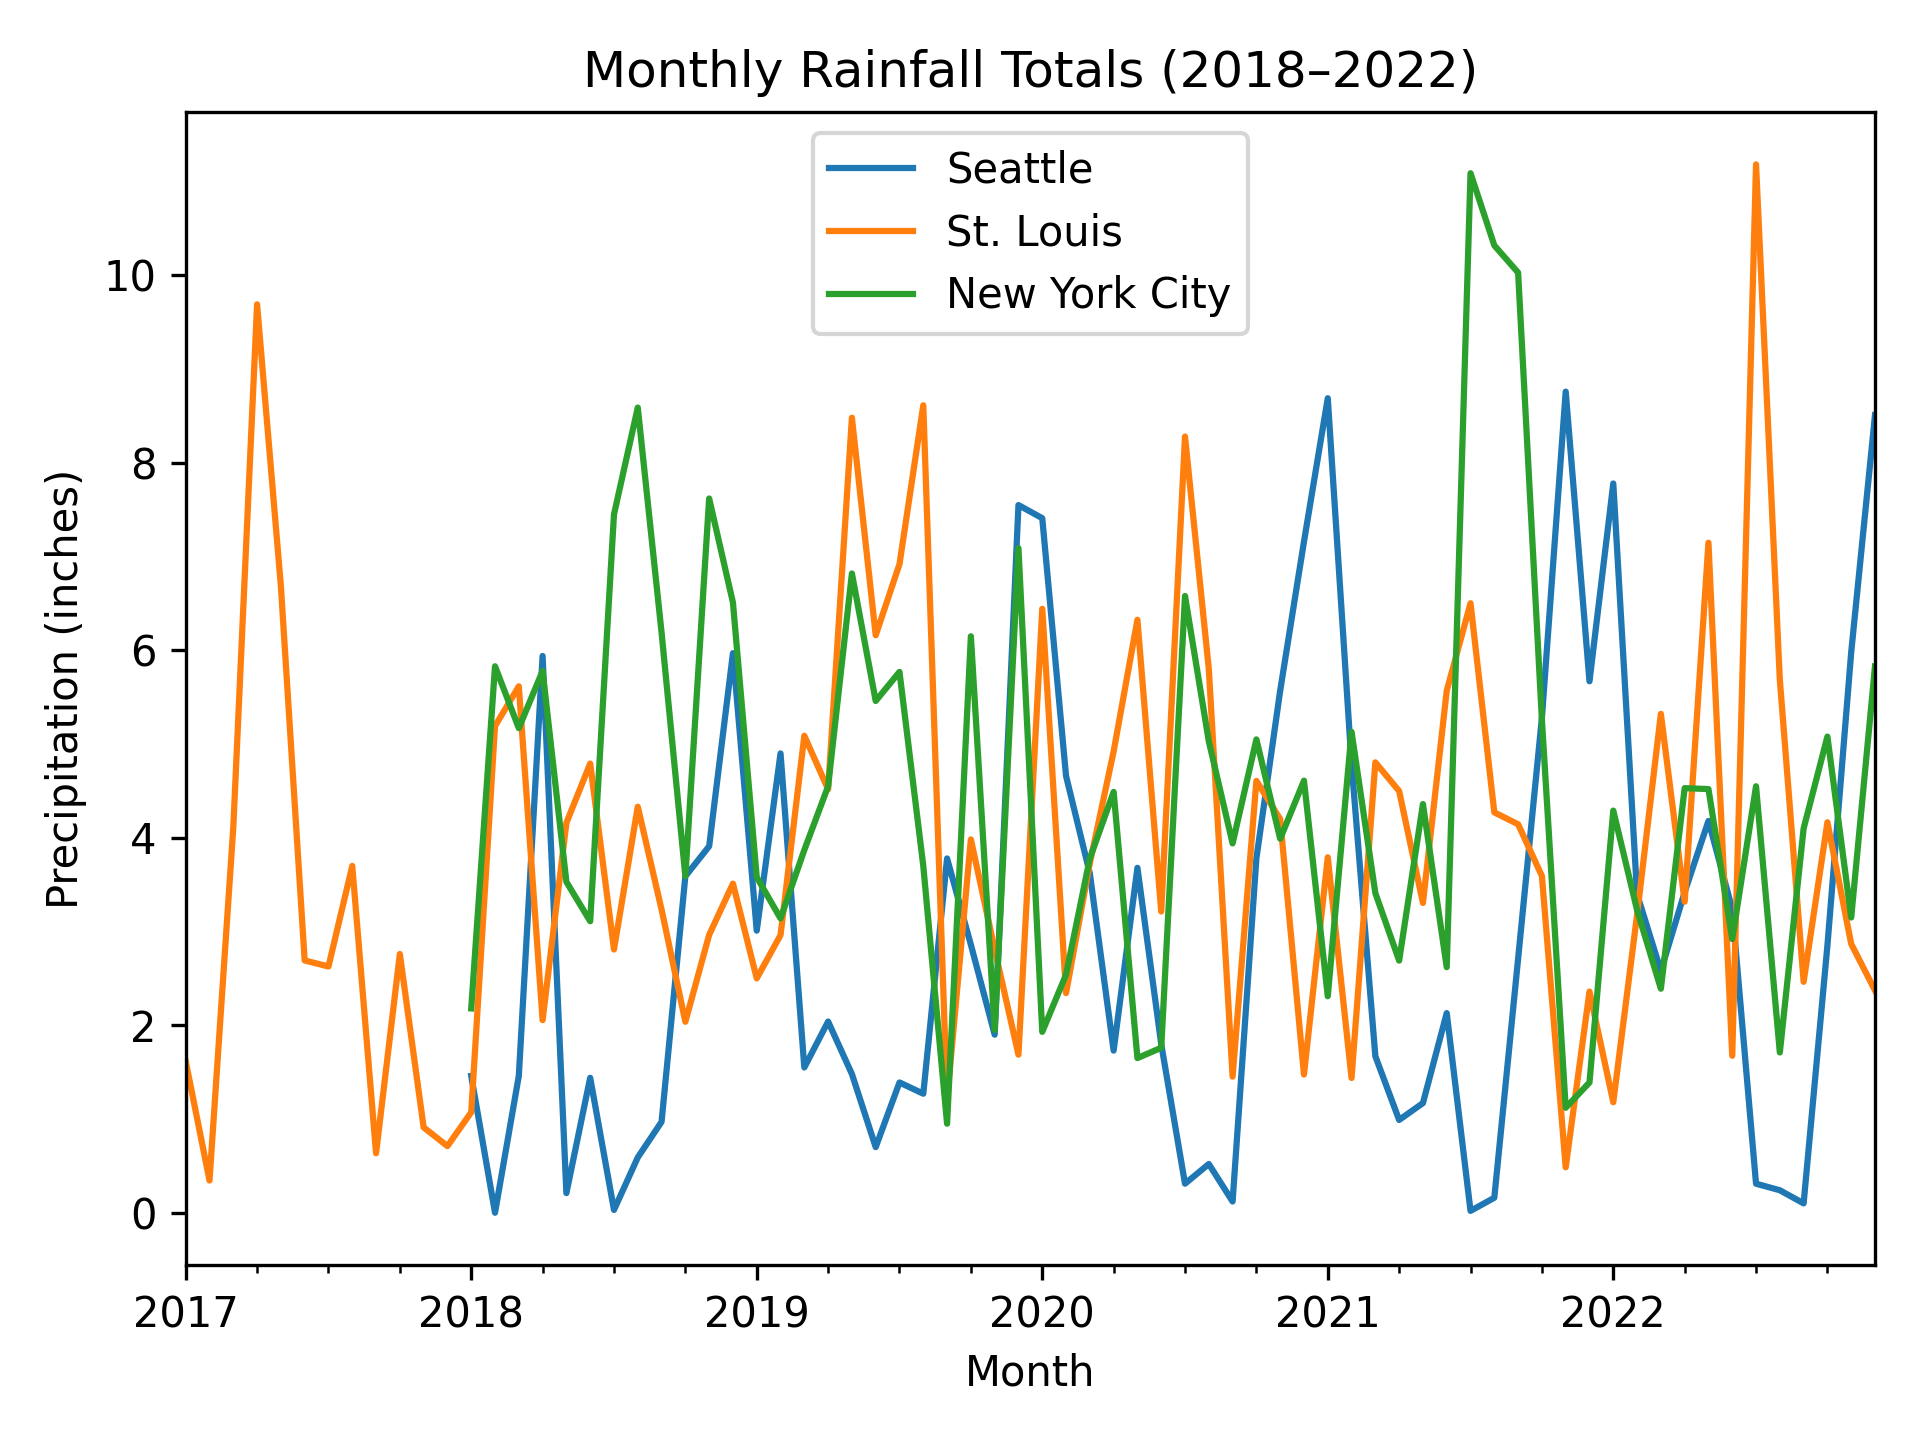 Monthly Rainfall Totals (2018–2022)
Seattle
St. Louis
New York City
10
8
6
4
2
0
Precipitation (inches)
2017 2018 2019 2020 2021 2022
Month